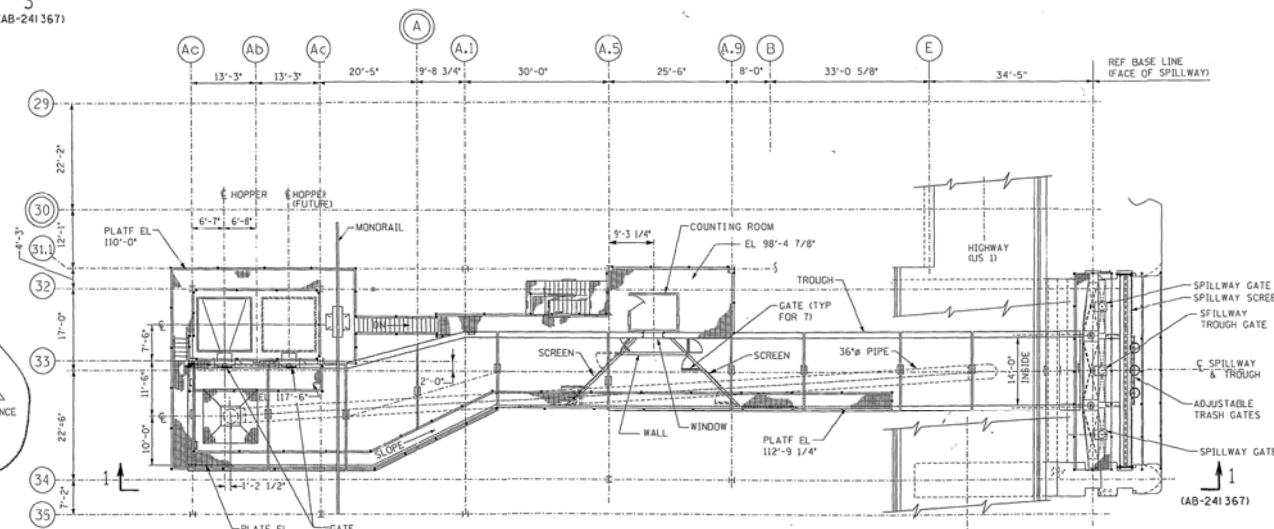 3
(AB-241367)
Ac
Ab
A
A.1
A.5
A.9
B
E
REF BASE LINE
(FACE OF SPILLWAY)
13'-3"
13'-3"
20'-5"
9'-8 3/4"
30'-0"
25'-6"
8'-0"
33'-0 5/8"
34'-5"
29
22'-2"
30
12'-1"
31.1
4'-3"
32
17'-0"
33
22'-6"
34
7'-2"
35
℄ HOPPER
℄ HOPPER
(FUTURE)
6'-7"
6'-8"
PLATF EL
110'-0"
MONORAIL
9'-3 1/4"
COUNTING ROOM
EL 98'-4 7/8"
HIGHWAY
(US 1)
TROUGH
GATE (TYP
FOR 7)
DN
SCREEN
SCREEN
36"ø PIPE
2'-0"
14'-0"
INSIDE
7'-6"
11'-6"
10'-0"
EL 117'-6"
SLOPE
WALL
WINDOW
PLATF EL
112'-9 1/4"
1'-2 1/2"
PLATF EL
GATE
SPILLWAY GATE
SPILLWAY SCREE
SPILLWAY
TROUGH GATE
℄ SPILLWAY
& TROUGH
ADJUSTABLE
TRASH GATES
SPILLWAY GATE
NCE
1
1
(AB-241367)